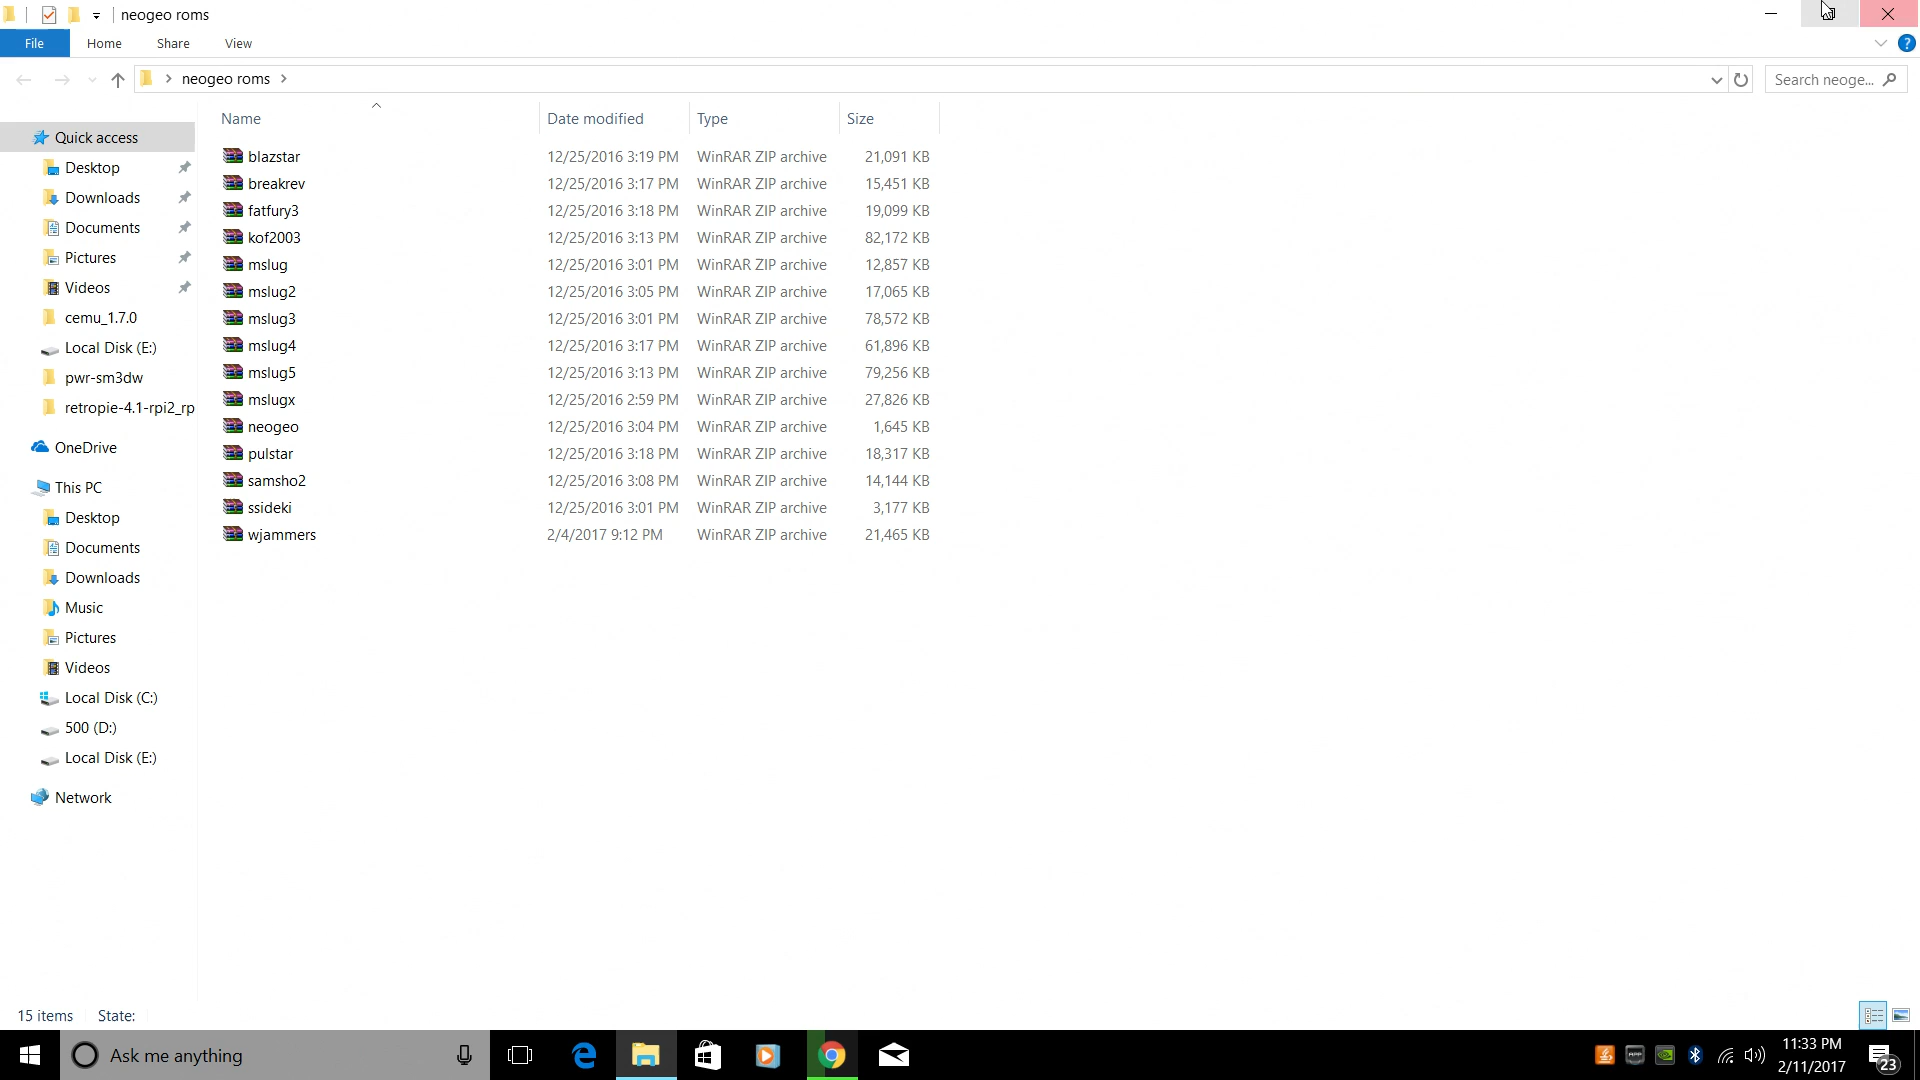 neogeo roms
File Home Share View
neogeo roms
Search neoge...
Name Date modified Type Size
Quick access
Desktop
Downloads
Documents
Pictures
Videos
cemu_1.7.0
Local Disk (E:)
pwr-sm3dw
retropie-4.1-rpi2_rp
OneDrive
This PC
Desktop
Documents
Downloads
Music
Pictures
Videos
Local Disk (C:)
500 (D:)
Local Disk (E:)
Network
blazstar 12/25/2016 3:19 PM WinRAR ZIP archive 21,091 KB
breakrev 12/25/2016 3:17 PM WinRAR ZIP archive 15,451 KB
fatfury3 12/25/2016 3:18 PM WinRAR ZIP archive 19,099 KB
kof2003 12/25/2016 3:13 PM WinRAR ZIP archive 82,172 KB
mslug 12/25/2016 3:01 PM WinRAR ZIP archive 12,857 KB
mslug2 12/25/2016 3:05 PM WinRAR ZIP archive 17,065 KB
mslug3 12/25/2016 3:01 PM WinRAR ZIP archive 78,572 KB
mslug4 12/25/2016 3:17 PM WinRAR ZIP archive 61,896 KB
mslug5 12/25/2016 3:13 PM WinRAR ZIP archive 79,256 KB
mslugx 12/25/2016 2:59 PM WinRAR ZIP archive 27,826 KB
neogeo 12/25/2016 3:04 PM WinRAR ZIP archive 1,645 KB
pulstar 12/25/2016 3:18 PM WinRAR ZIP archive 18,317 KB
samsho2 12/25/2016 3:08 PM WinRAR ZIP archive 14,144 KB
ssideki 12/25/2016 3:01 PM WinRAR ZIP archive 3,177 KB
wjammers 2/4/2017 9:12 PM WinRAR ZIP archive 21,465 KB
15 items State:
Ask me anything
11:33 PM
2/11/2017
23